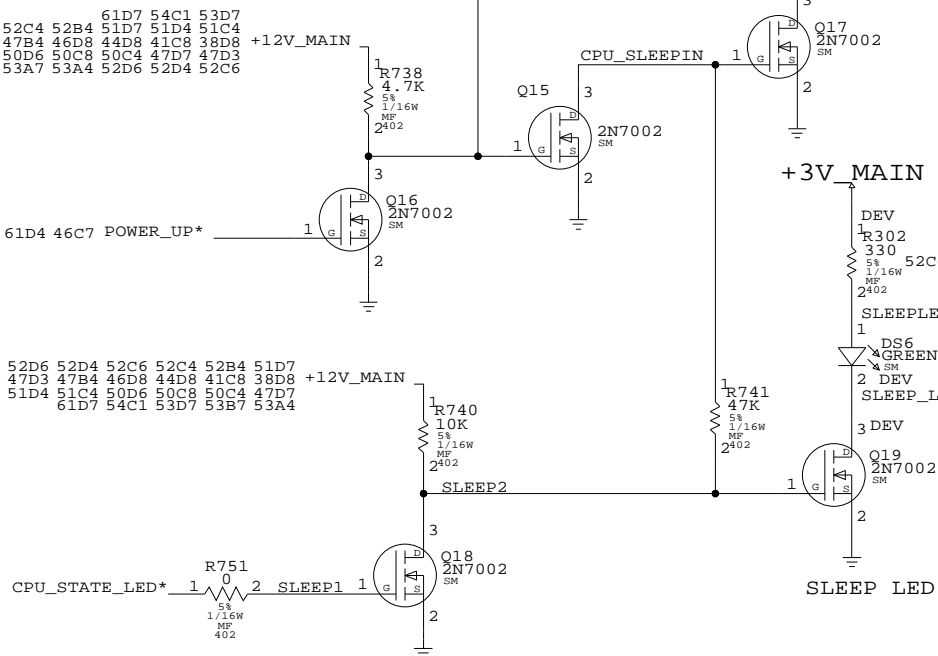 61D7 54C1 53D7
52C4 52B4 51D7 51D4 51C4
47B4 46D8 44D8 41C8 38D8 +12V_MAIN
50D6 50C8 50C4 47D7 47D3
53A7 53A4 52D6 52D4 52C6
1
R738
4.7K
5%
1/16W
MF
402
2
3
Q17
2N7002
SM
1
G
D
S
2
CPU_SLEEPIN
Q15
3
2N7002
SM
1
G
D
S
2
3
Q16
2N7002
SM
61D4 46C7 POWER_UP*
1
G
D
S
2
+3V_MAIN
DEV
1
R302
330
5%
52C
1/16W
MF
402
2
SLEEPLE
1
DS6
GREEN
SM
2 DEV
SLEEP_L
3 DEV
Q19
2N7002
SM
1
G
D
S
2
SLEEP LED
52D6 52D4 52C6 52C4 52B4 51D7
47D3 47B4 46D8 44D8 41C8 38D8 +12V_MAIN
51D4 51C4 50D6 50C8 50C4 47D7
61D7 54C1 53D7 53B7 53A4
1
R740
10K
5%
1/16W
MF
402
2
1
R741
47K
5%
1/16W
MF
402
2
SLEEP2
3
Q18
2N7002
SM
CPU_STATE_LED*
1
R751
0
2
5%
1/16W
MF
402
SLEEP1
1
G
D
S
2